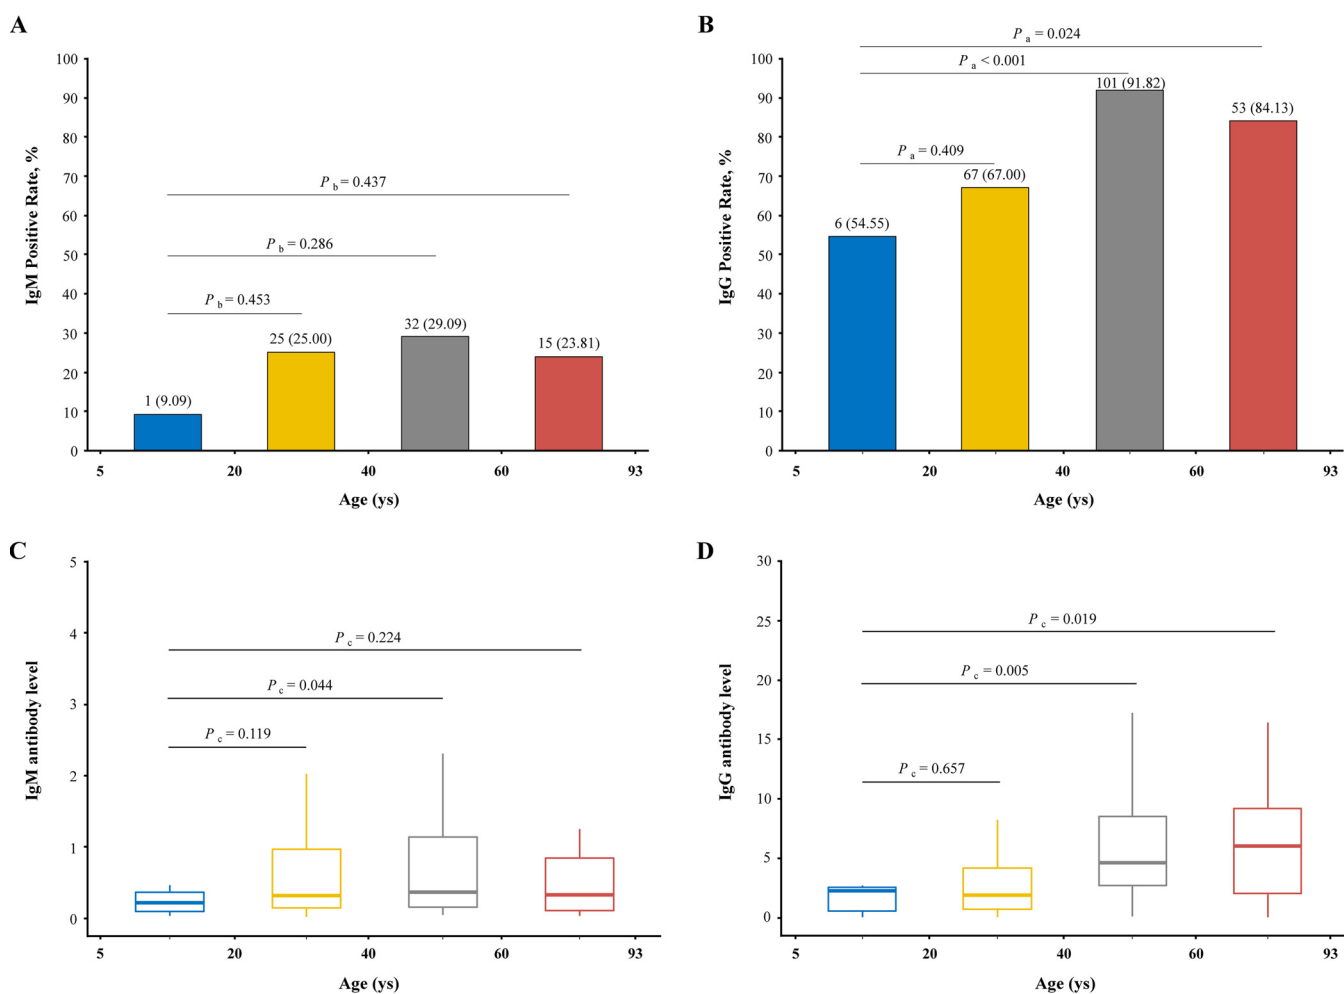 A
IgM Positive Rate, %
100
90
80
70
60
50
40
30
20
10
0
P b = 0.437
P b = 0.286
P b = 0.453
1 (9.09)
25 (25.00)
32 (29.09)
15 (23.81)
5 20 40 60 93
Age (ys)
B
IgG Positive Rate, %
100
90
80
70
60
50
40
30
20
10
0
P a = 0.024
P a < 0.001
P a = 0.409
6 (54.55)
67 (67.00)
101 (91.82)
53 (84.13)
5 20 40 60 93
Age (ys)
C
IgM antibody level
5
4
3
2
1
0
P c = 0.224
P c = 0.044
P c = 0.119
5 20 40 60 93
Age (ys)
D
IgG antibody level
30
25
20
15
10
5
0
P c = 0.019
P c = 0.005
P c = 0.657
5 20 40 60 93
Age (ys)